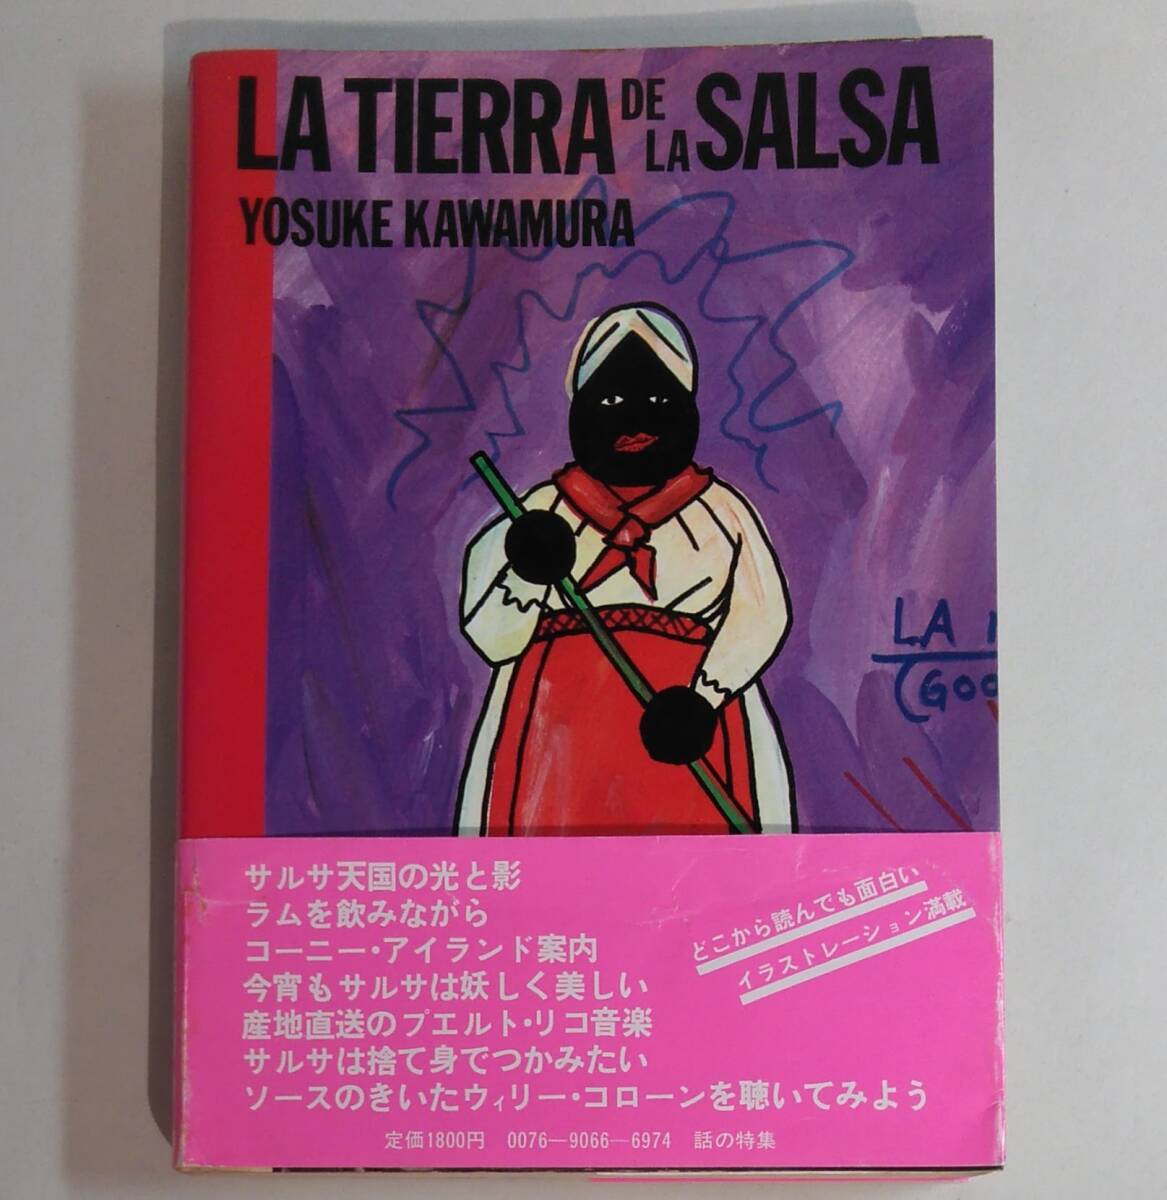 LA TIERRA DE LA SALSA
YOSUKE KAWAMURA
LA
(GOO
サルサ天国の光と影
ラムを飲みながら
コーニー・アイランド案内
今宵もサルサは妖しく美しい
産地直送のプエルト・リコ音楽
サルサは捨て身でつかみたい
ソースのきいたウィリー・コローンを聴いてみよう
どこから読んでも面白い
イラストレーション満載
定価1800円 0076—9066—6974 話の特集